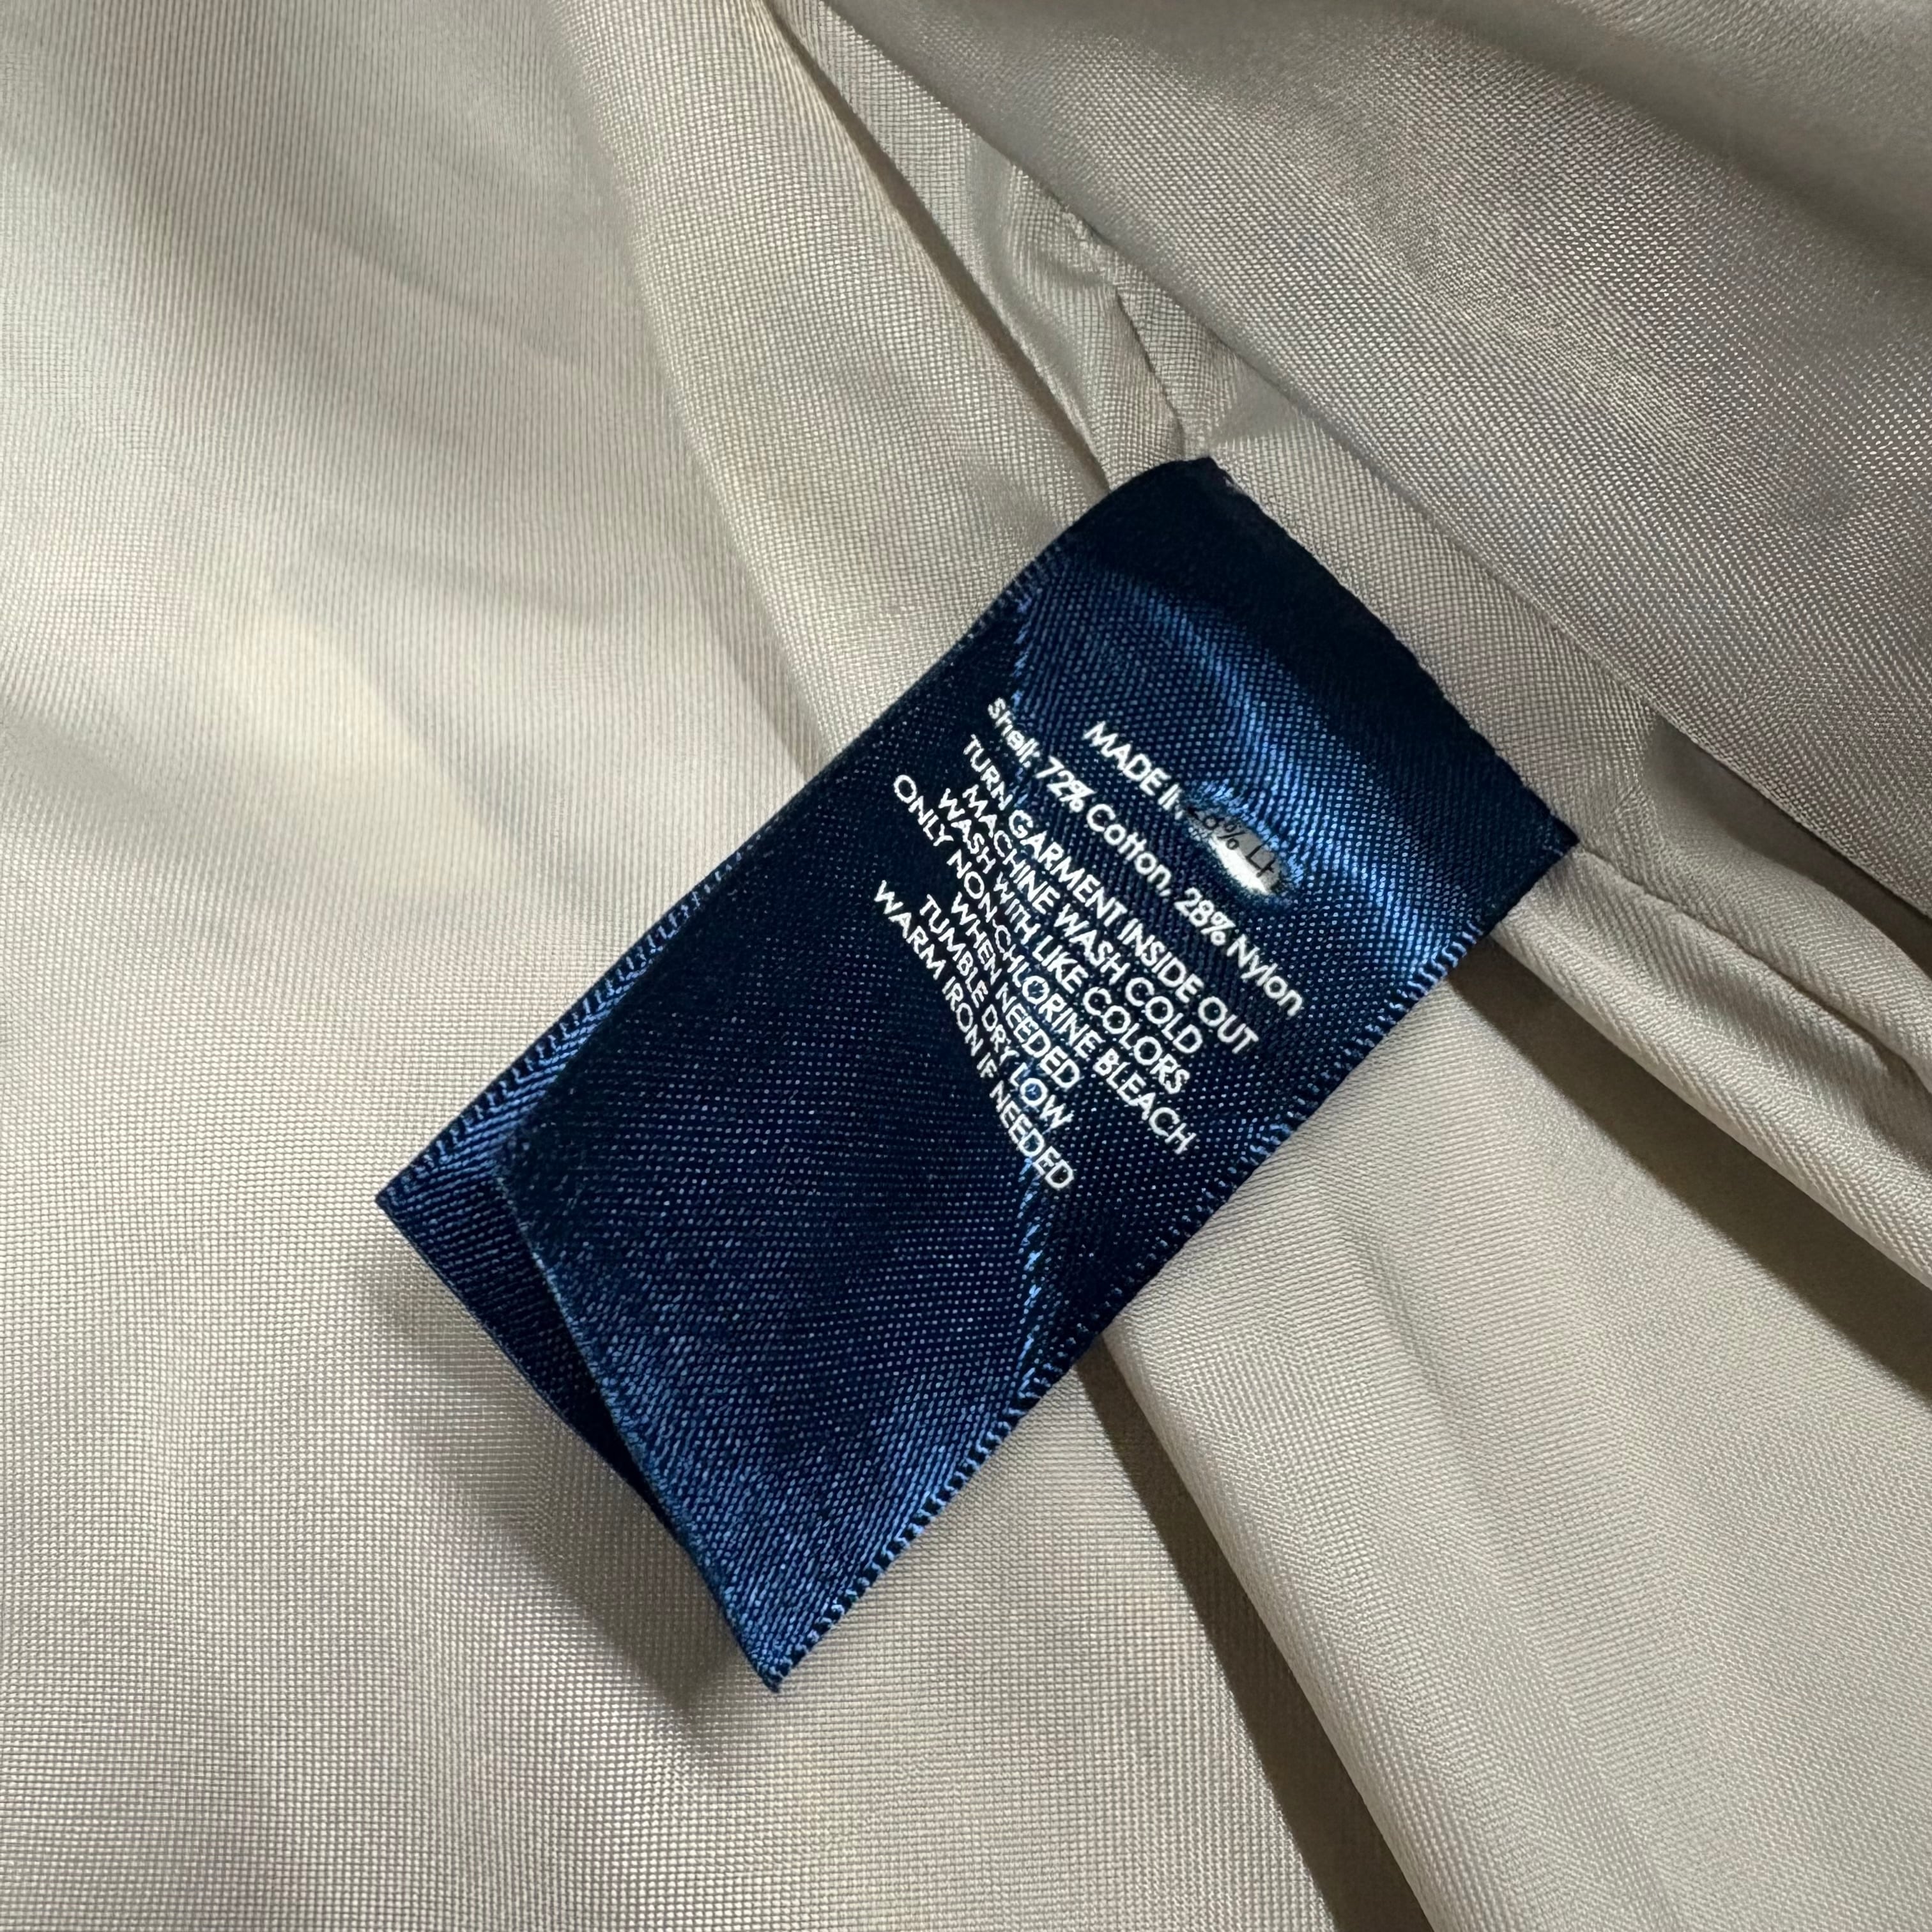 MADE IN
Shell: 72% Cotton, 28% Nylon
TURN GARMENT INSIDE OUT
MACHINE WASH COLD
WASH WITH LIKE COLORS
ONLY NON-CHLORINE BLEACH
WHEN NEEDED
TUMBLE DRY LOW
WARM IRON IF NEEDED